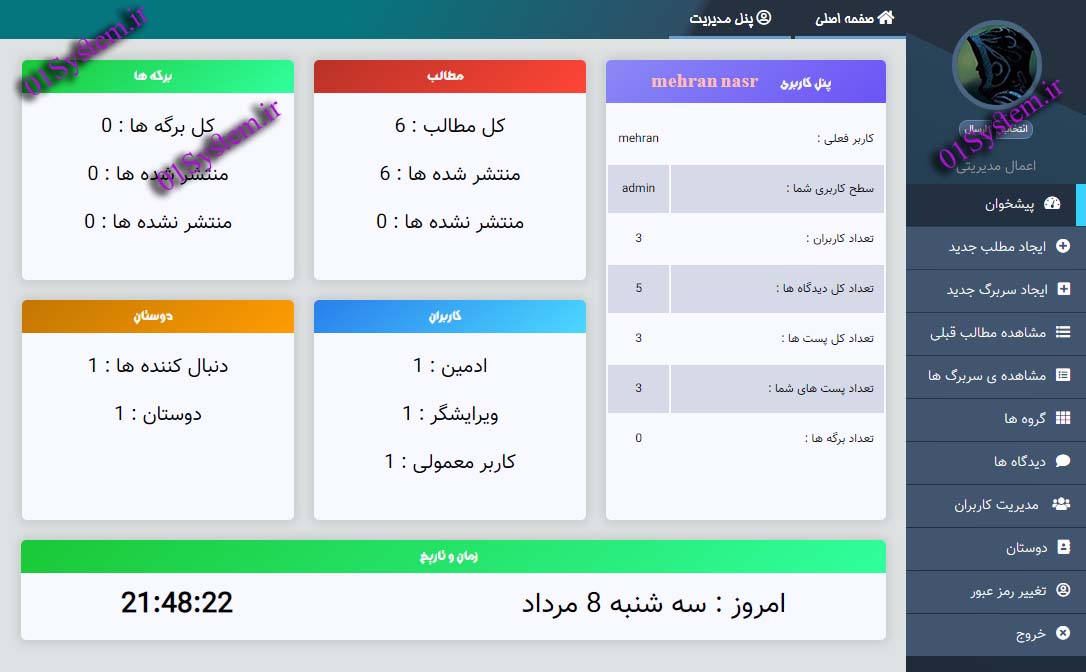 صفحه اصلی
پنل مدیریت
01Sy8tem.ir
01Sy8tem.ir
01Sy8tem.ir
اعمال مدیریتی
پیشخوان
ایجاد مطلب جدید
ایجاد سربرگ جدید
مشاهده مطالب قبلی
مشاهده ی سربرگ ها
گروه ها
دیدگاه ها
مدیریت کاربران
دوستان
تغییر رمز عبور
خروج
پنل کاربری mehran nasr
کاربر فعلی : mehran
سطح کاربری شما : admin
تعداد کاربران : 3
تعداد کل دیدگاه ها : 5
تعداد کل پست ها : 3
تعداد پست های شما : 3
تعداد برگه ها : 0
مطالب
کل مطالب : 6
منتشر شده ها : 6
منتشر نشده ها : 0
برگه ها
کل برگه ها : 0
منتشر شده ها : 0
منتشر نشده ها : 0
کاربران
ادمین : 1
ویرایشگر : 1
کاربر معمولی : 1
دوستان
دنبال کننده ها : 1
دوستان : 1
زمان و تاریخ
امروز : سه شنبه 8 مرداد
21:48:22